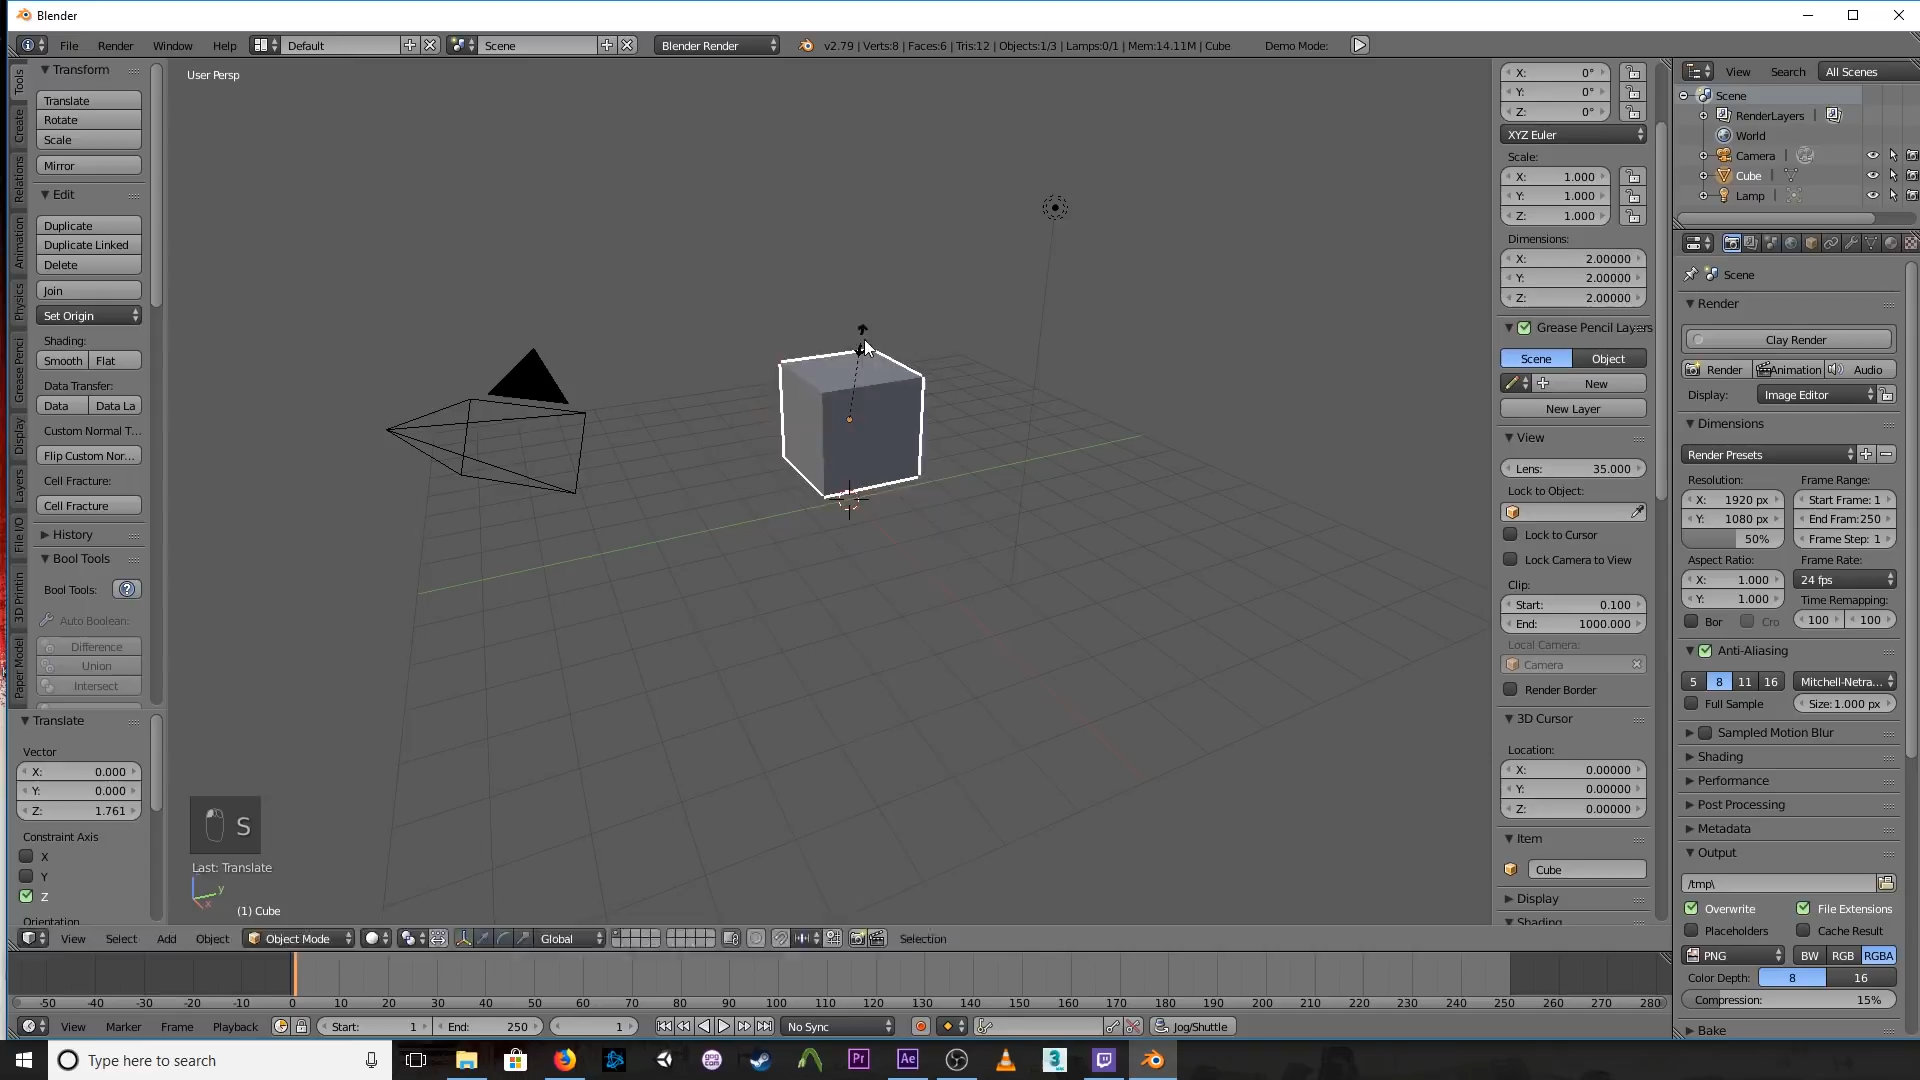 Blender
File Render Window Help Default Scene Blender Render v2.79 | Verts:8 | Faces:6 | Tris:12 | Objects:1/3 | Lamps:0/1 | Mem:14.11M | Cube Demo Mode:
Tools
Create
Relations
Animation
Physics
Grease Penci
Display
Layers
File I/O
3D Printin
Paper Model
Transform
Translate
Rotate
Scale
Mirror
Edit
Duplicate
Duplicate Linked
Delete
Join
Set Origin
Shading:
Smooth Flat
Data Transfer:
Data Data La
Custom Normal T...
Flip Custom Nor...
Cell Fracture:
Cell Fracture
History
Bool Tools
Bool Tools:
Auto Boolean:
Difference
Union
Intersect
Translate
Vector
X: 0.000
Y: 0.000
Z: 1.761
Constraint Axis
X
Y
Z
Orientation
User Persp
S
Last: Translate
y
x
(1) Cube
X: 0°
Y: 0°
Z: 0°
XYZ Euler
Scale:
X: 1.000
Y: 1.000
Z: 1.000
Dimensions:
X: 2.00000
Y: 2.00000
Z: 2.00000
Grease Pencil Layers
Scene Object
New
New Layer
View
Lens: 35.000
Lock to Object:
Lock to Cursor
Lock Camera to View
Clip:
Start: 0.100
End: 1000.000
Local Camera:
Camera
Render Border
3D Cursor
Location:
X: 0.00000
Y: 0.00000
Z: 0.00000
Item
Cube
Display
Shading
View Search All Scenes
Scene
RenderLayers
World
Camera
Cube
Lamp
Scene
Render
Clay Render
Render Animation Audio
Display: Image Editor
Dimensions
Render Presets
Resolution: Frame Range:
X: 1920 px Start Frame: 1
Y: 1080 px End Fram:250
50% Frame Step: 1
Aspect Ratio: Frame Rate:
X: 1.000 24 fps
Y: 1.000 Time Remapping:
Bor Cro 100 100
Anti-Aliasing
5 8 11 16 Mitchell-Netra...
Full Sample Size: 1.000 px
Sampled Motion Blur
Shading
Performance
Post Processing
Metadata
Output
/tmp\
Overwrite File Extensions
Placeholders Cache Result
PNG BW RGB RGBA
Color Depth: 8 16
Compression: 15%
Bake
View Select Add Object Object Mode Global Selection
-50 -40 -30 -20 -10 0 10 20 30 40 50 60 70 80 90 100 110 120 130 140 150 160 170 180 190 200 210 220 230 240 250 260 270 280
View Marker Frame Playback Start: 1 End: 250 1 No Sync Jog/Shuttle
Type here to search gog.com Pr Ae 3